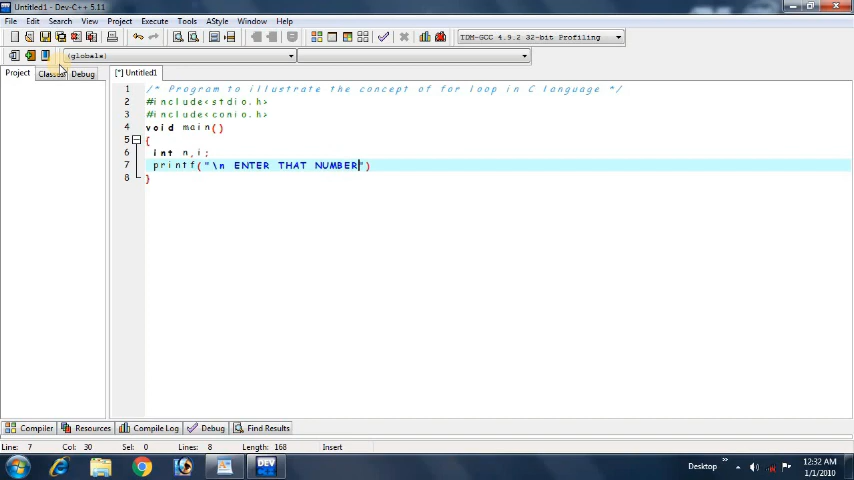 Untitled1 - Dev-C++ 5.11
File Edit Search View Project Execute Tools AStyle Window Help
TDM-GCC 4.9.2 32-bit Profiling
(globals)
Project Classes Debug
[*] Untitled1
1 /* Program to illustrate the concept of for loop in C language */
2 #include<stdio.h>
3 #include<conio.h>
4 void main()
5 {
6 int n,i;
7 printf("\n ENTER THAT NUMBER")
8 }
Compiler Resources Compile Log Debug Find Results
Line: 7 Col: 30 Sel: 0 Lines: 8 Length: 168 Insert
DEV
Desktop »
12:32 AM
1/1/2010